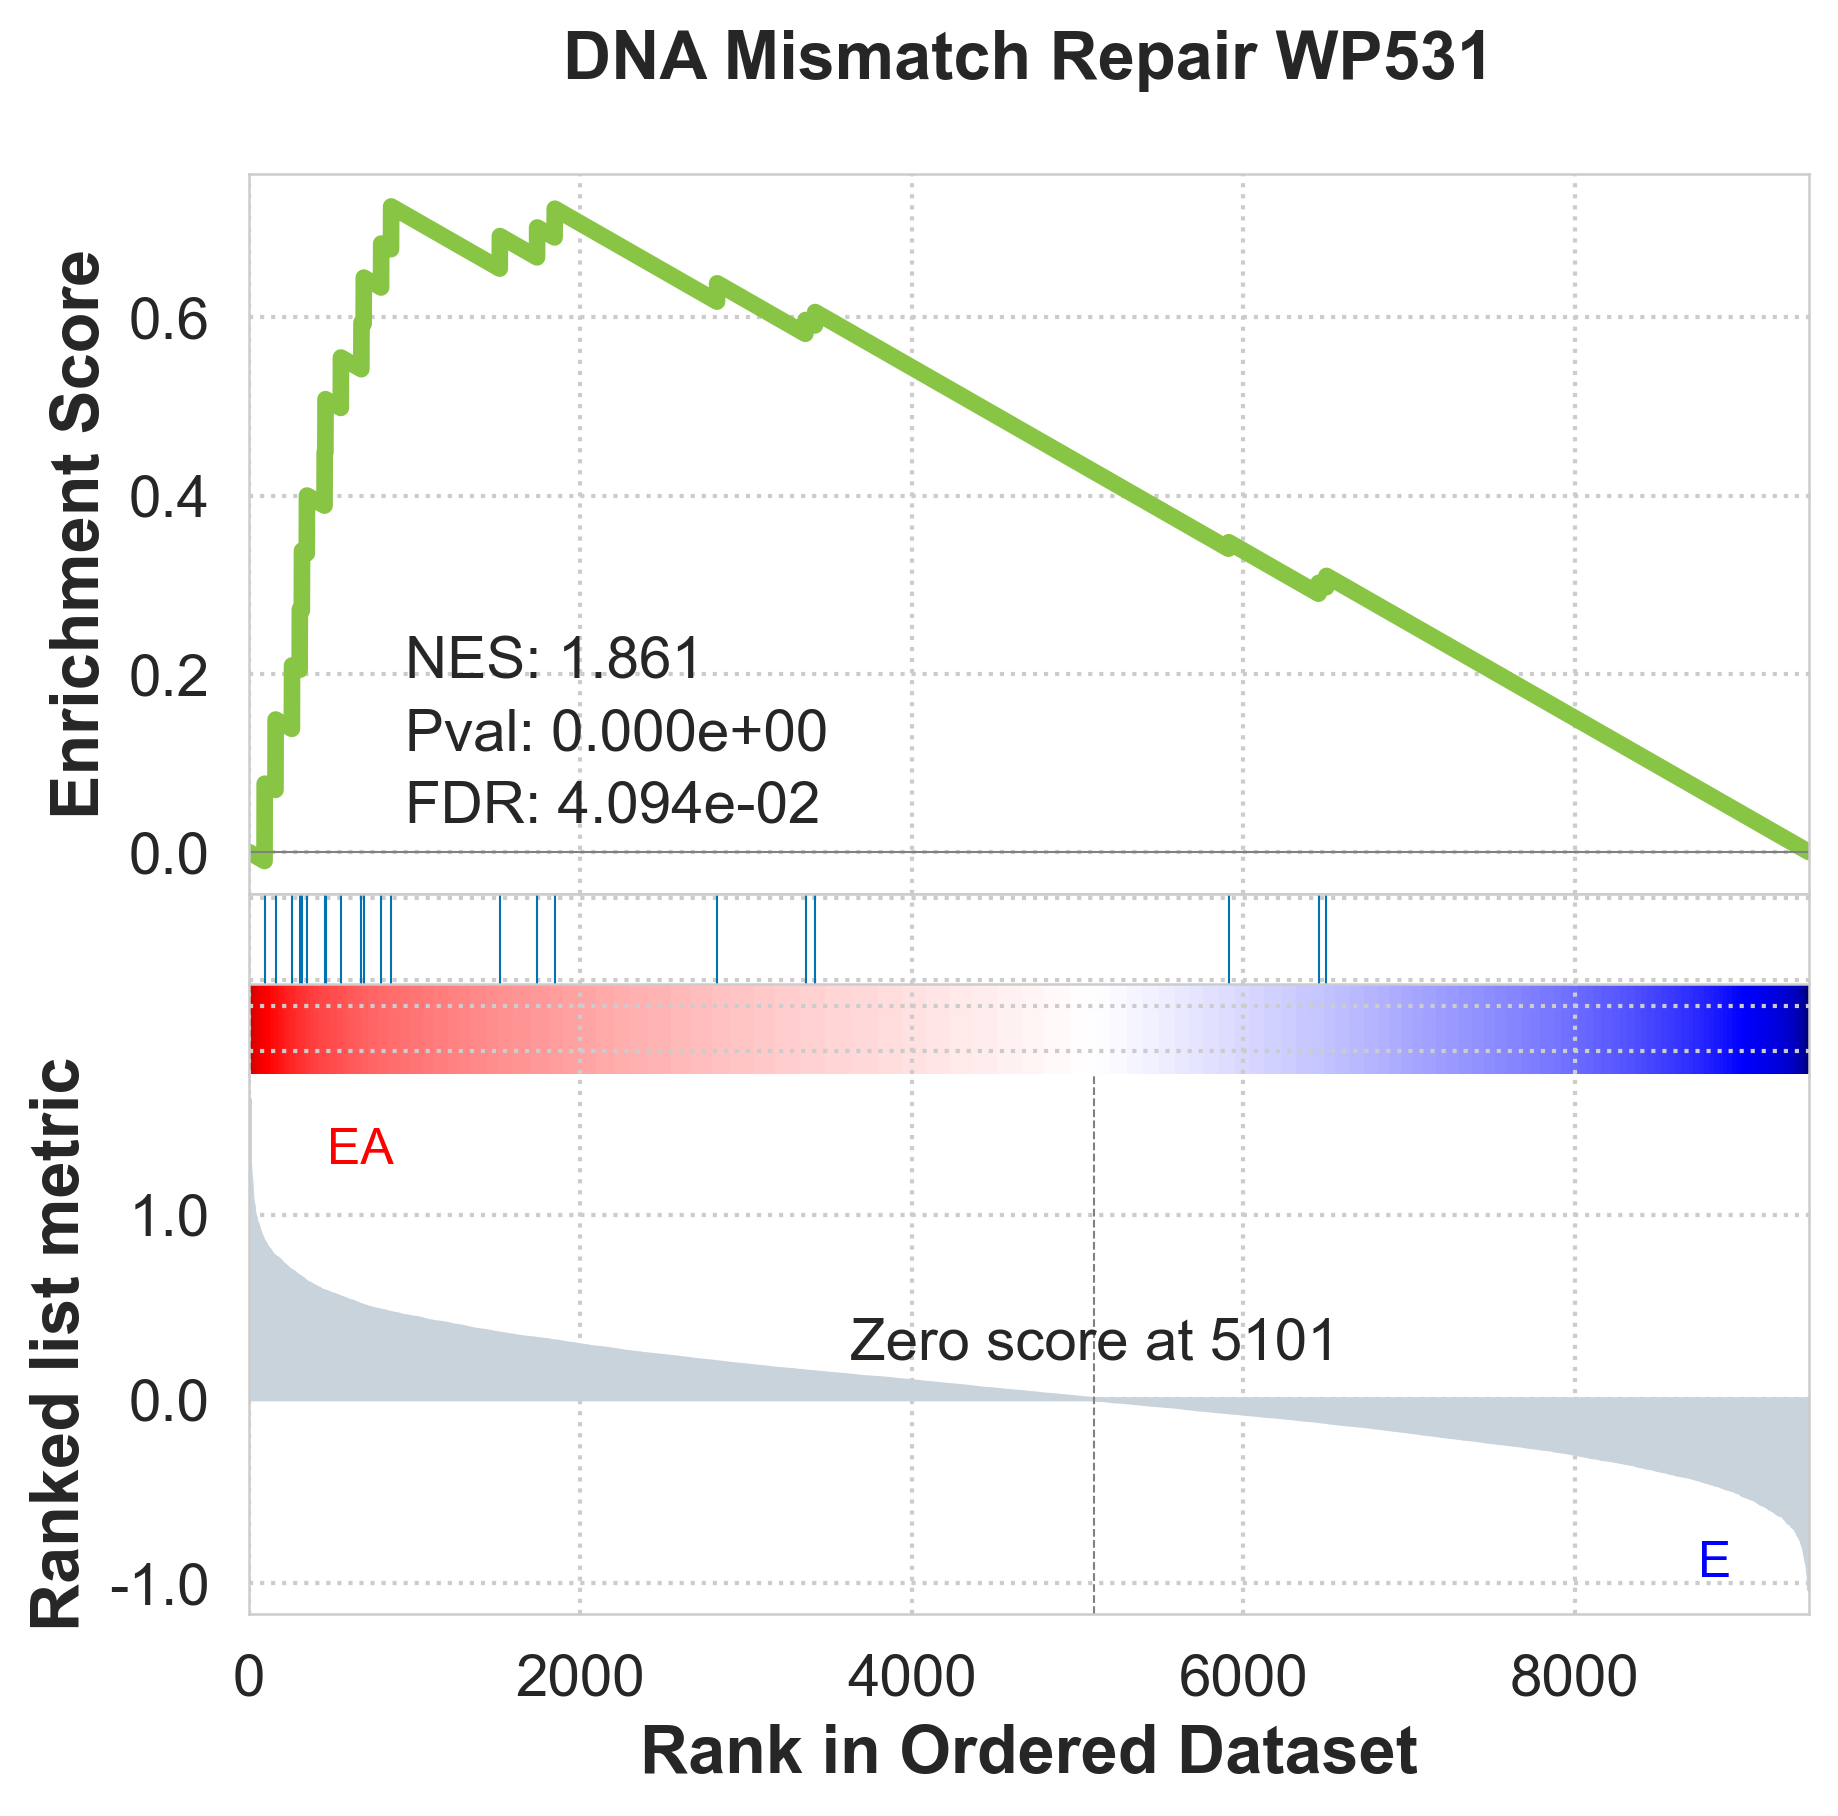 DNA Mismatch Repair WP531
Enrichment Score
0.6
0.4
0.2
0.0
NES: 1.861
Pval: 0.000e+00
FDR: 4.094e-02
Ranked list metric
EA
1.0
0.0
-1.0
Zero score at 5101
E
0 2000 4000 6000 8000
Rank in Ordered Dataset